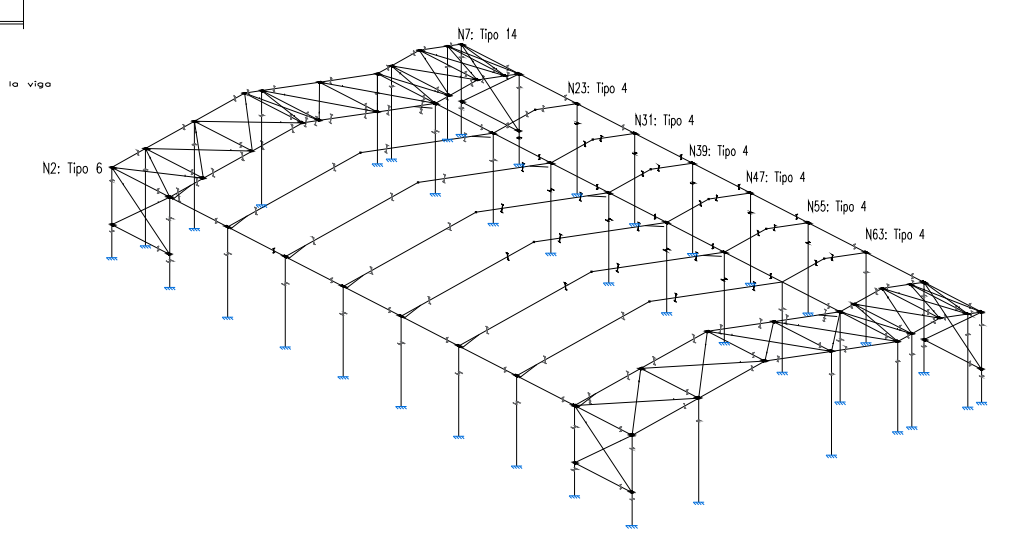 N7: Tipo 14
la viga
N23: Tipo 4
N31: Tipo 4
N39: Tipo 4
N2: Tipo 6
N47: Tipo 4
N55: Tipo 4
N63: Tipo 4